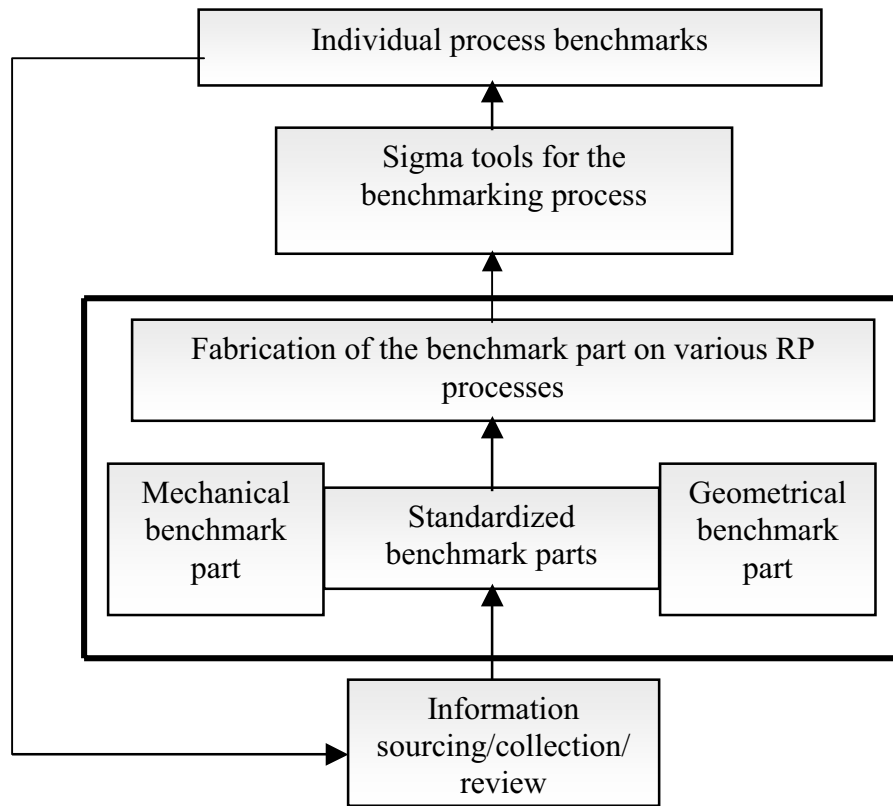 Individual process benchmarks
Sigma tools for the
benchmarking process
Fabrication of the benchmark part on various RP
processes
Mechanical
benchmark
part
Standardized
benchmark parts
Geometrical
benchmark
part
Information
sourcing/collection/
review